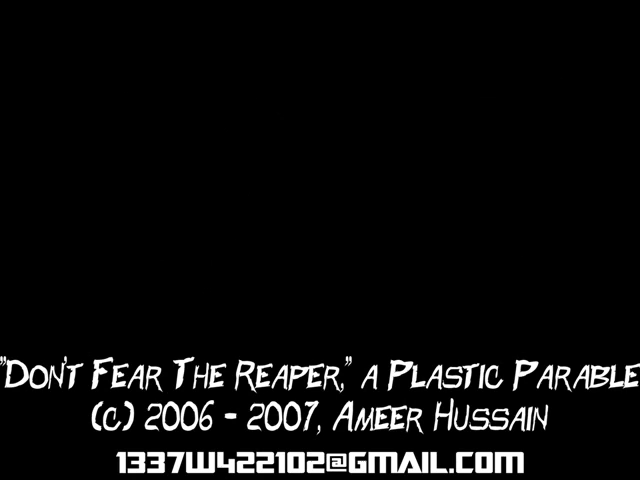 "Don't Fear The Reaper," a Plastic Parable
(c) 2006 - 2007, Ameer Hussain
1337W422102@GMAIL.COM